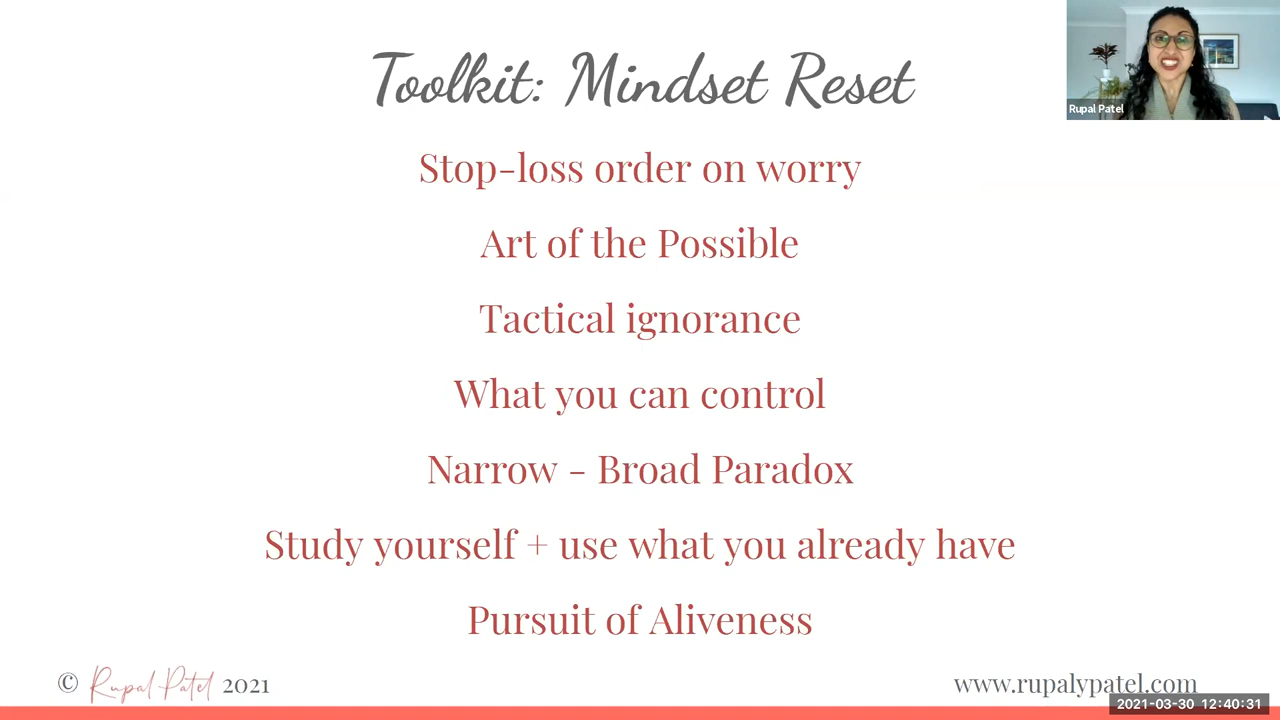 Toolkit: Mindset Reset
Rupal Patel
Stop-loss order on worry
Art of the Possible
Tactical ignorance
What you can control
Narrow - Broad Paradox
Study yourself + use what you already have
Pursuit of Aliveness
© Rupal Patel 2021
www.rupalypatel.com
2021-03-30 12:40:31